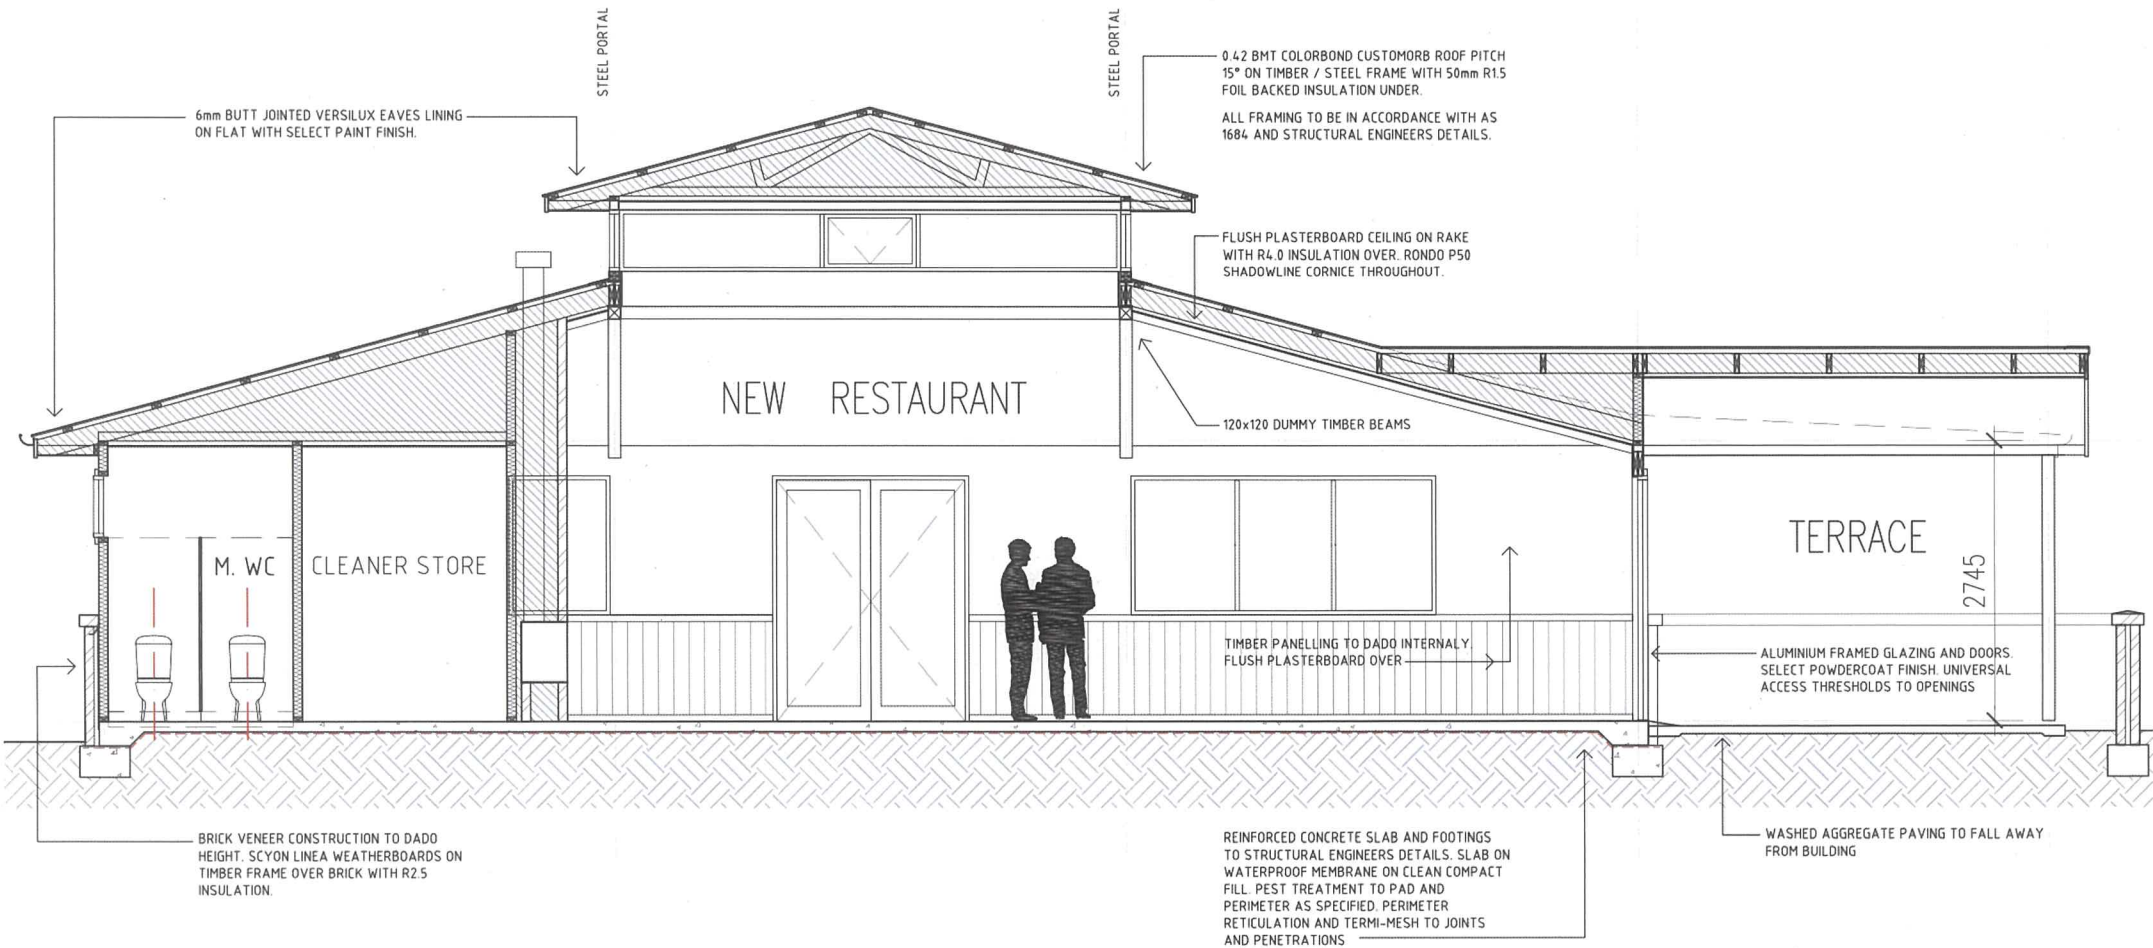 STEEL PORTAL
STEEL PORTAL
0.42 BMT COLORBOND CUSTOMORB ROOF PITCH
15° ON TIMBER / STEEL FRAME WITH 50mm R1.5
FOIL BACKED INSULATION UNDER.
ALL FRAMING TO BE IN ACCORDANCE WITH AS
1684 AND STRUCTURAL ENGINEERS DETAILS.
6mm BUTT JOINTED VERSILUX EAVES LINING
ON FLAT WITH SELECT PAINT FINISH.
FLUSH PLASTERBOARD CEILING ON RAKE
WITH R4.0 INSULATION OVER. RONDO P50
SHADOWLINE CORNICE THROUGHOUT.
NEW RESTAURANT
120x120 DUMMY TIMBER BEAMS
TERRACE
M. WC
CLEANER STORE
2745
TIMBER PANELLING TO DADO INTERNALY.
FLUSH PLASTERBOARD OVER
ALUMINIUM FRAMED GLAZING AND DOORS.
SELECT POWDERCOAT FINISH. UNIVERSAL
ACCESS THRESHOLDS TO OPENINGS
BRICK VENEER CONSTRUCTION TO DADO
HEIGHT. SCYON LINEA WEATHERBOARDS ON
TIMBER FRAME OVER BRICK WITH R2.5
INSULATION.
REINFORCED CONCRETE SLAB AND FOOTINGS
TO STRUCTURAL ENGINEERS DETAILS. SLAB ON
WATERPROOF MEMBRANE ON CLEAN COMPACT
FILL. PEST TREATMENT TO PAD AND
PERIMETER AS SPECIFIED. PERIMETER
RETICULATION AND TERMI-MESH TO JOINTS
AND PENETRATIONS
WASHED AGGREGATE PAVING TO FALL AWAY
FROM BUILDING